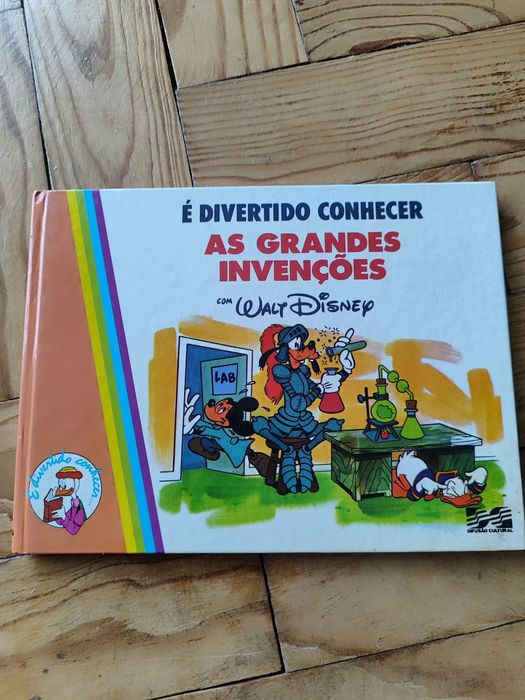 É DIVERTIDO CONHECER
AS GRANDES
INVENÇÕES
COM WALT DISNEY
LAB
É divertido conhecer...
DIFUSÃO CULTURAL